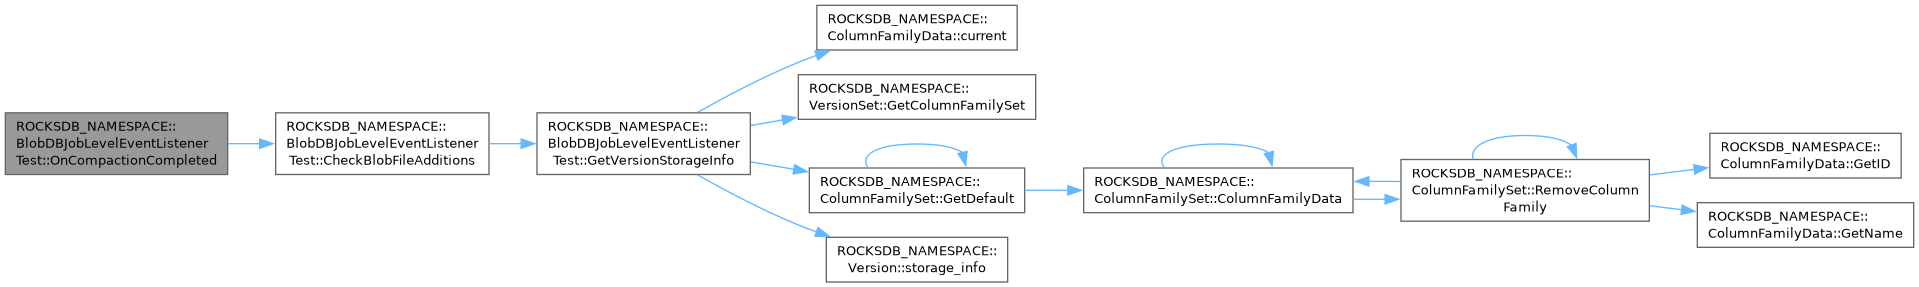 ROCKSDB_NAMESPACE::
BlobDBJobLevelEventListener
Test::OnCompactionCompleted
ROCKSDB_NAMESPACE::
BlobDBJobLevelEventListener
Test::CheckBlobFileAdditions
ROCKSDB_NAMESPACE::
BlobDBJobLevelEventListener
Test::GetVersionStorageInfo
ROCKSDB_NAMESPACE::
ColumnFamilyData::current
ROCKSDB_NAMESPACE::
VersionSet::GetColumnFamilySet
ROCKSDB_NAMESPACE::
ColumnFamilySet::GetDefault
ROCKSDB_NAMESPACE::
Version::storage_info
ROCKSDB_NAMESPACE::
ColumnFamilySet::ColumnFamilyData
ROCKSDB_NAMESPACE::
ColumnFamilySet::RemoveColumn
Family
ROCKSDB_NAMESPACE::
ColumnFamilyData::GetID
ROCKSDB_NAMESPACE::
ColumnFamilyData::GetName